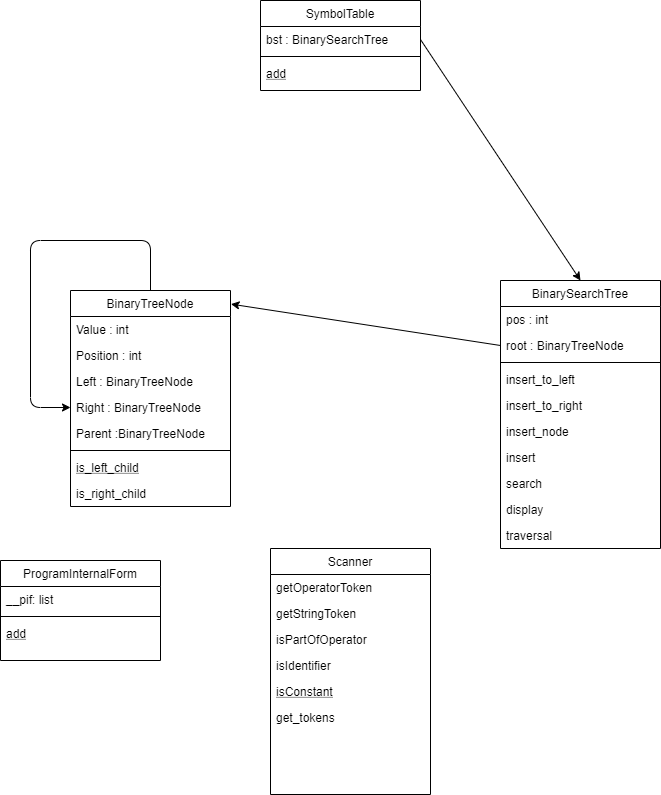 SymbolTable
bst : BinarySearchTree
add
BinaryTreeNode
Value : int
Position : int
Left : BinaryTreeNode
Right : BinaryTreeNode
Parent :BinaryTreeNode
is_left_child
is_right_child
BinarySearchTree
pos : int
root : BinaryTreeNode
insert_to_left
insert_to_right
insert_node
insert
search
display
traversal
ProgramInternalForm
__pif: list
add
Scanner
getOperatorToken
getStringToken
isPartOfOperator
isIdentifier
isConstant
get_tokens